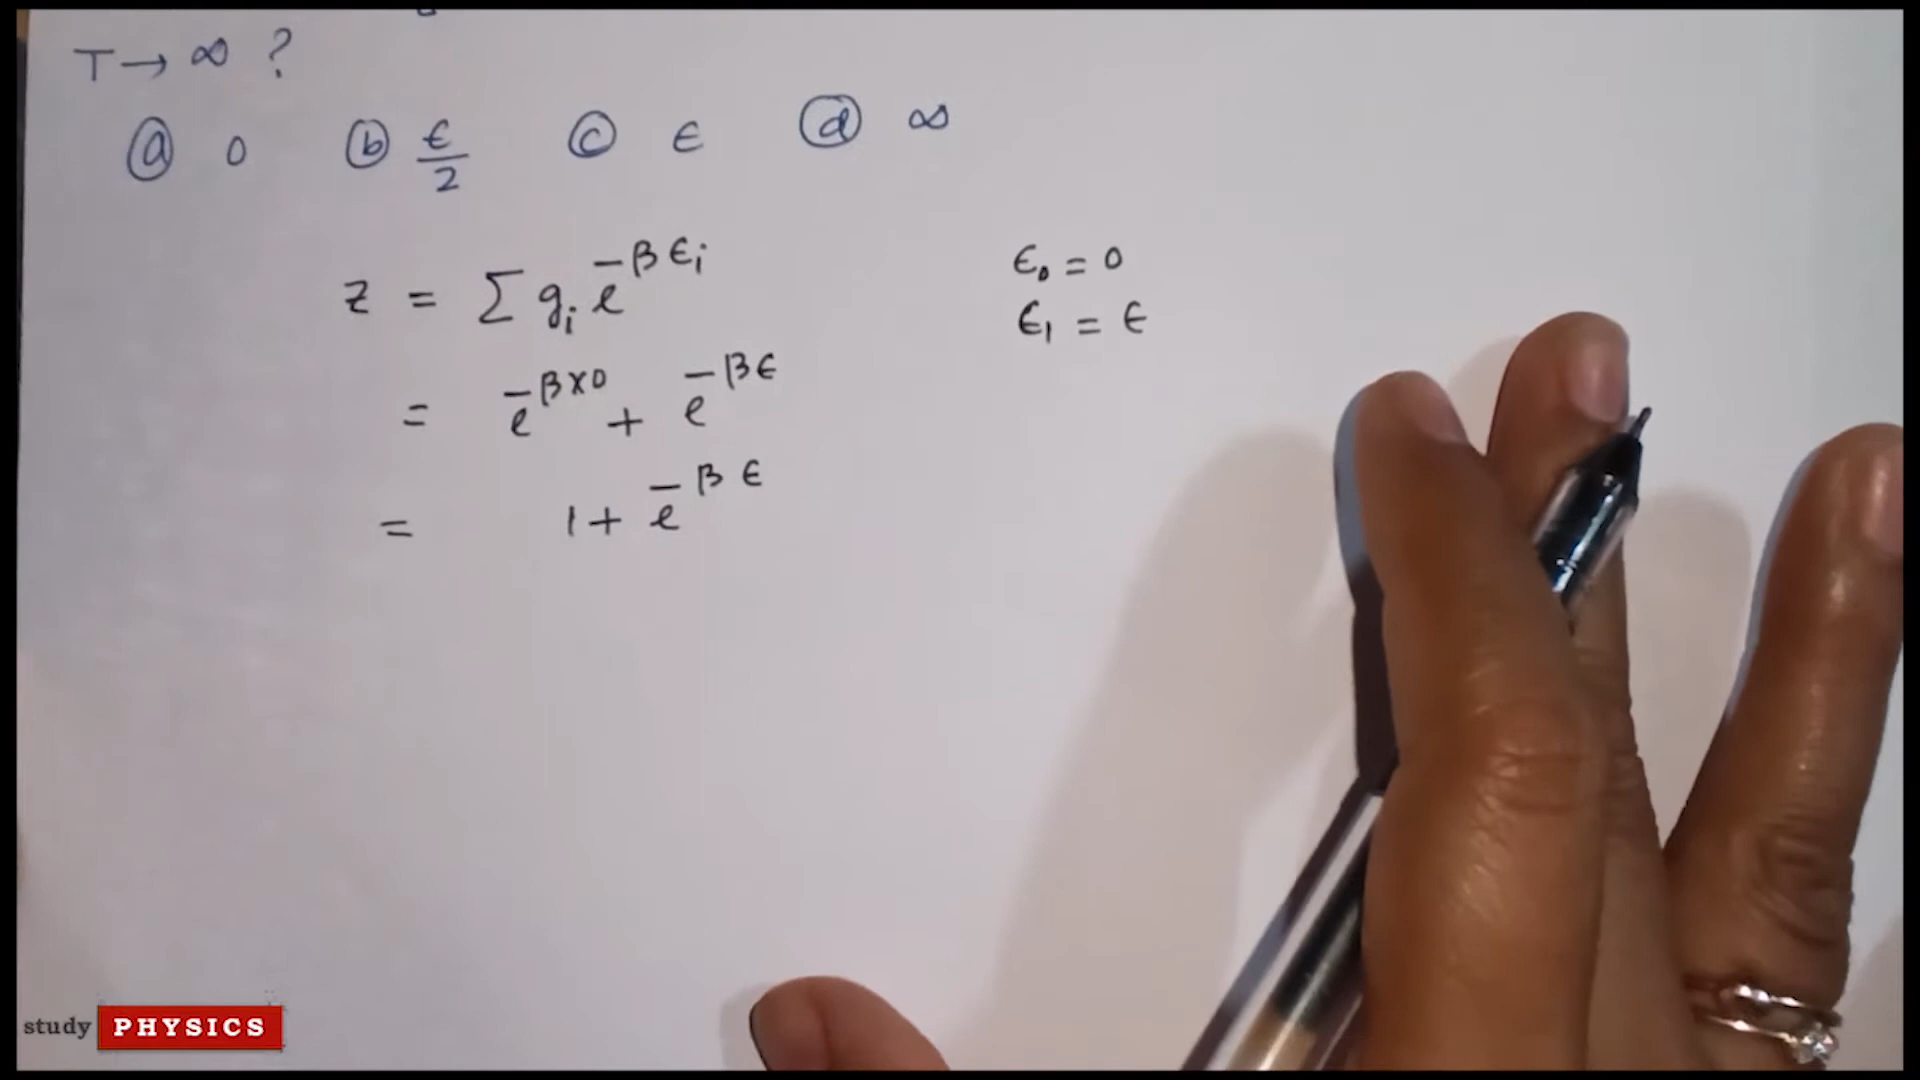 T → ∞ ?
ⓐ 0 ⓑ ϵ/2 ⓒ ϵ ⓓ ∞
z = Σ gᵢ e^(-βϵᵢ)
ϵ₀ = 0
ϵ₁ = ϵ
= e^(-β×0) + e^(-βϵ)
= 1 + e^(-βϵ)
study PHYSICS